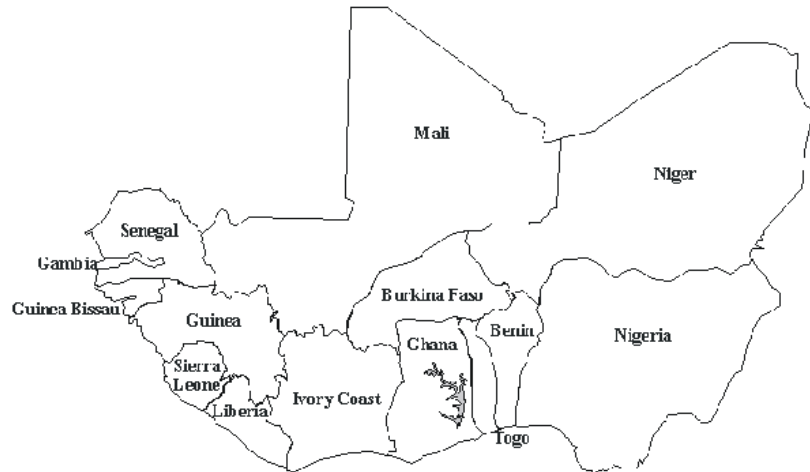 Mali
Niger
Senegal
Gambia
Guinea Bissau
Guinea
Burkina Faso
Sierra
Leone
Liberia
Ivory Coast
Ghana
Benin
Togo
Nigeria